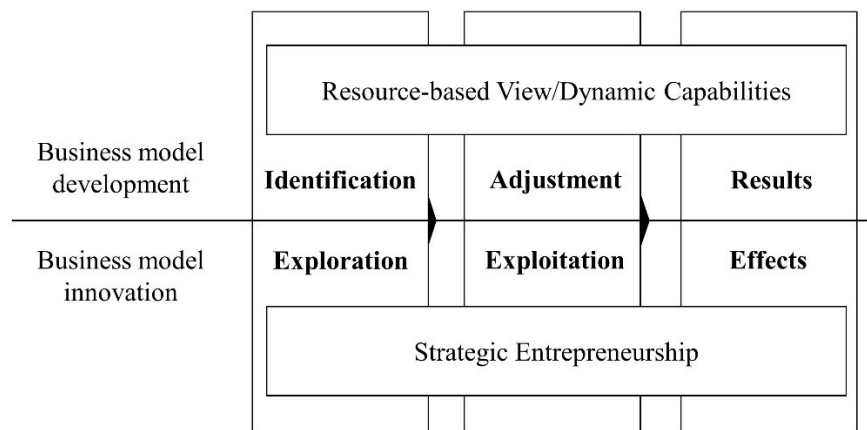 Resource-based View/Dynamic Capabilities
Business model
development
Identification
Adjustment
Results
Business model
innovation
Exploration
Exploitation
Effects
Strategic Entrepreneurship